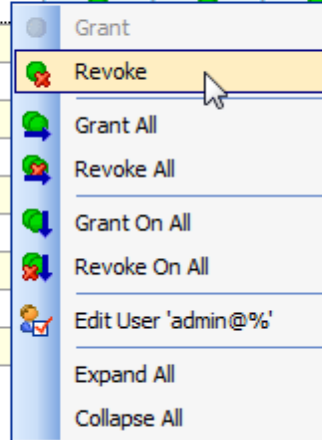 Grant
Revoke
Grant All
Revoke All
Grant On All
Revoke On All
Edit User 'admin@%'
Expand All
Collapse All